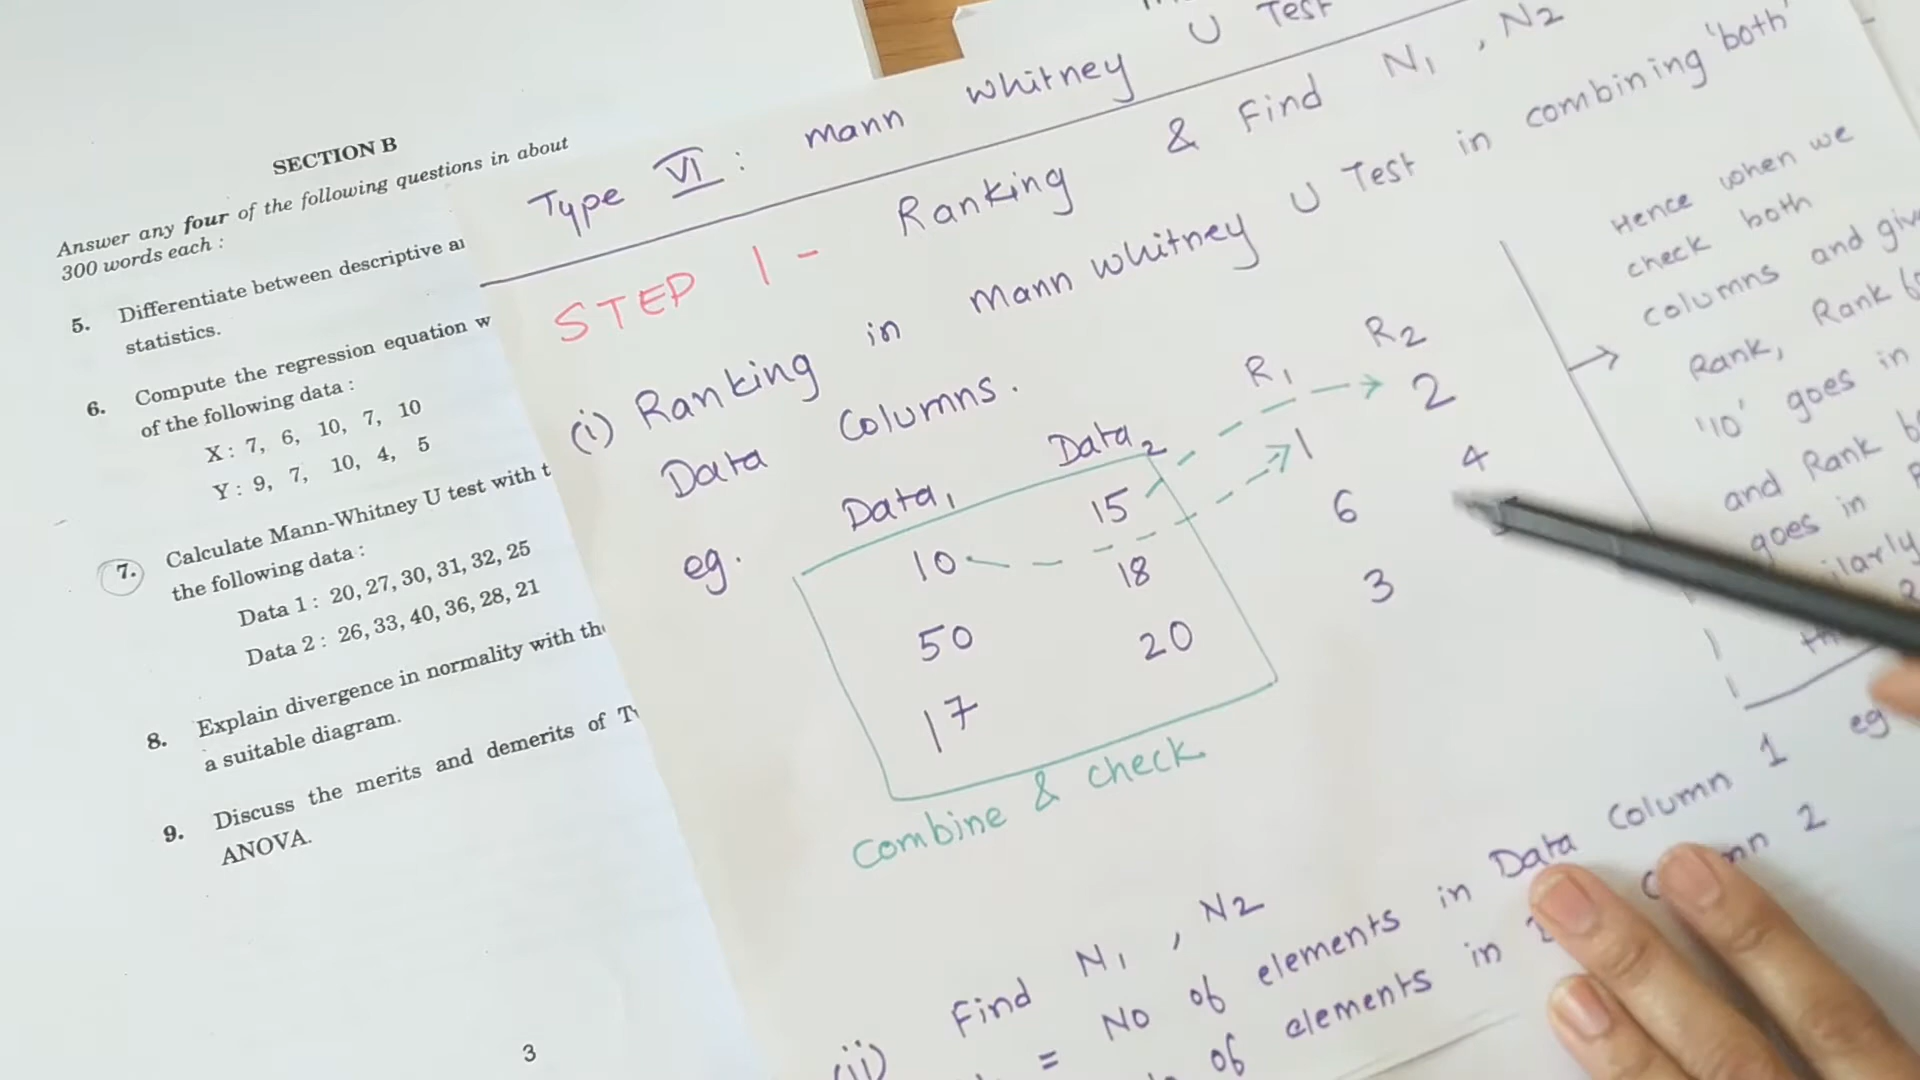 SECTION B
Answer any four of the following questions in about
300 words each :
5. Differentiate between descriptive
statistics.
6. Compute the regression equation
of the following data :
X : 7, 6, 10, 7, 10
Y : 9, 7, 10, 4, 5
7. Calculate Mann-Whitney U test with
the following data :
Data 1 : 20, 27, 30, 31, 32, 25
Data 2 : 26, 33, 40, 36, 28, 21
8. Explain divergence in normality with
a suitable diagram.
9. Discuss the merits and demerits of
ANOVA.
3
U Test
Type VI : mann whitney
STEP 1 - Ranking & Find N1 , N2
(i) Ranking in mann whitney U Test in combining 'both'
Data columns.
eg. Data1 Data2 R1 R2
10 15 1 2
50 18 6 4
17 20 3
combine & check
(ii) Find N1 , N2
= No of elements in Data column 1 eg
of elements in 2
Hence when we
check both
columns and
Rank, Rank
'10' goes in
and Rank
goes in